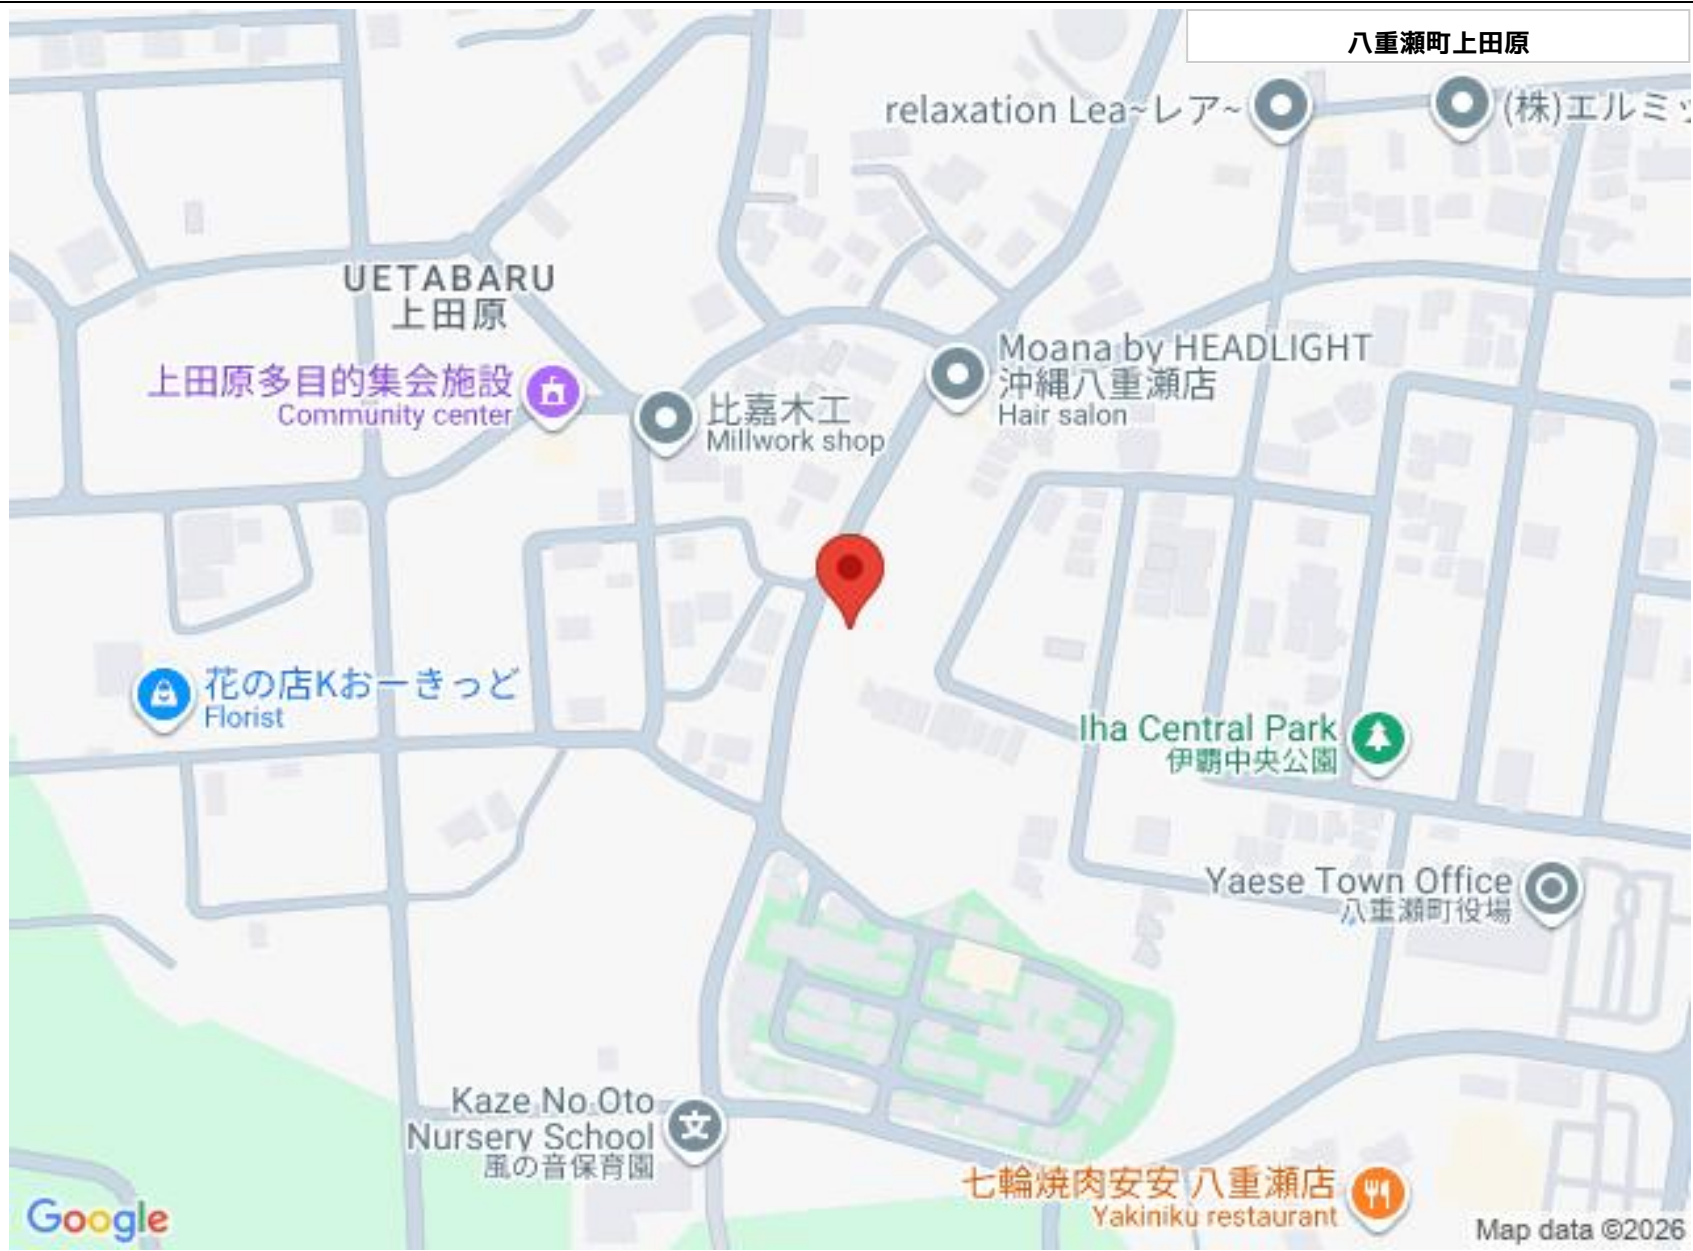 八重瀬町上田原
relaxation Lea~レア~
(株)エルミッ
UETABARU
上田原
Moana by HEADLIGHT
沖縄八重瀬店
Hair salon
上田原多目的集会施設
Community center
比嘉木工
Millwork shop
花の店Kおーきっど
Florist
Iha Central Park
伊覇中央公園
Yaese Town Office
八重瀬町役場
Kaze No Oto
Nursery School
風の音保育園
文
七輪焼肉安安 八重瀬店
Yakiniku restaurant
Google
Map data ©2026